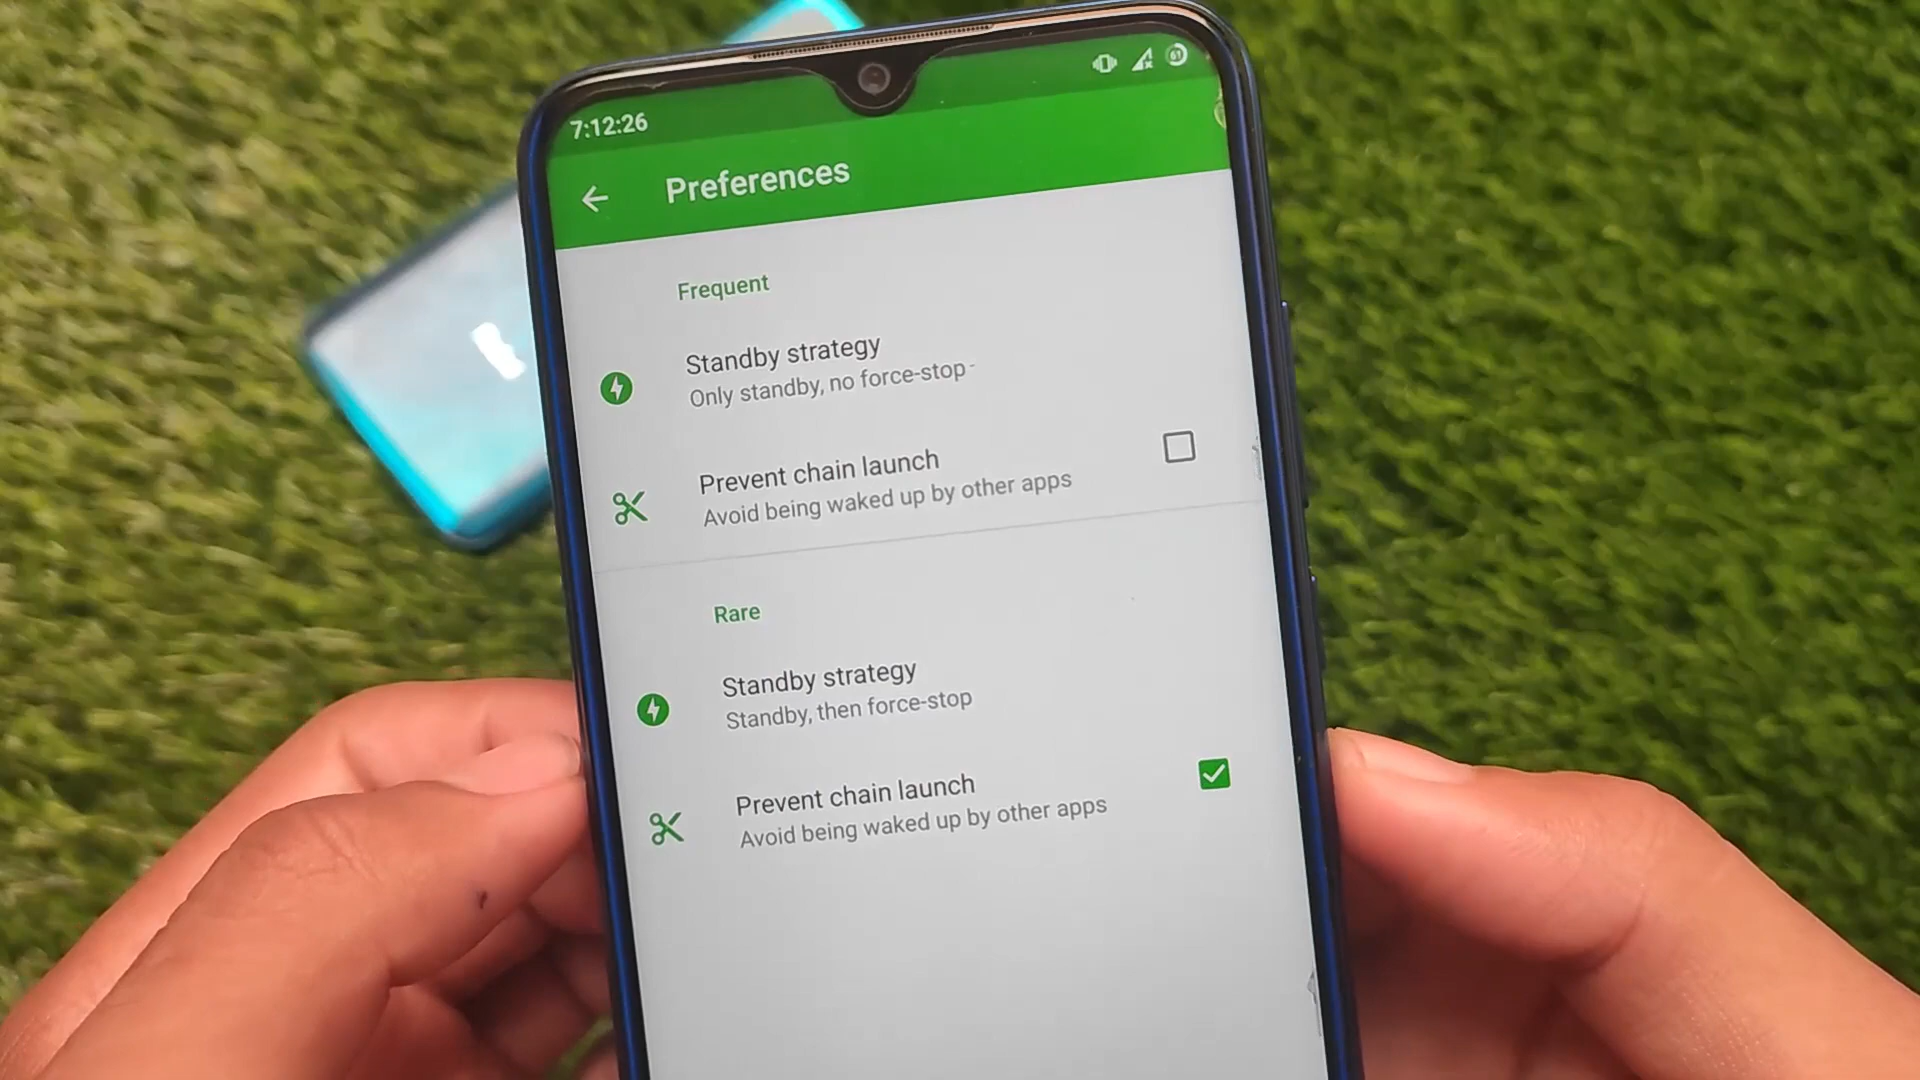 7:12:26
61
Preferences
Frequent
Standby strategy
Only standby, no force-stop
Prevent chain launch
Avoid being waked up by other apps
Rare
Standby strategy
Standby, then force-stop
Prevent chain launch
Avoid being waked up by other apps